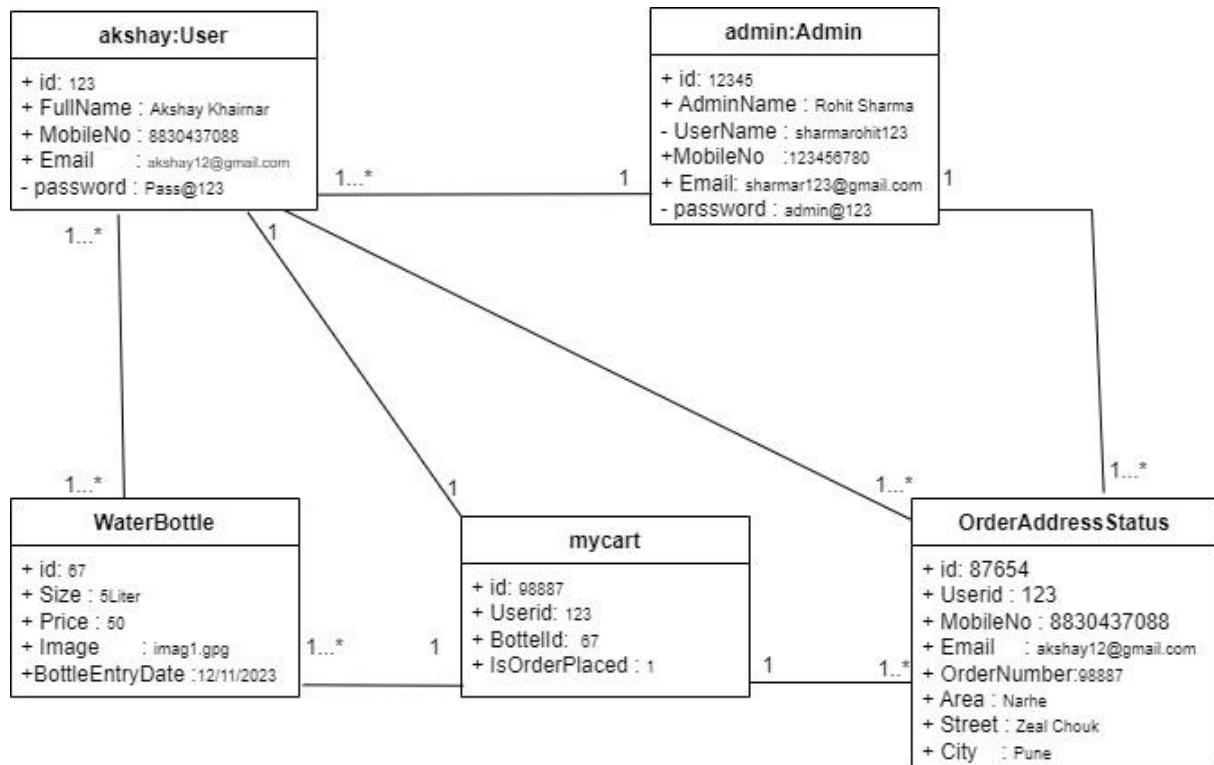 akshay:User
+ id: 123
+ FullName : Akshay Khairnar
+ MobileNo : 8830437088
+ Email : akshay12@gmail.com
- password : Pass@123
admin:Admin
+ id: 12345
+ AdminName : Rohit Sharma
- UserName : sharmarohit123
+MobileNo :123456780
+ Email: sharmar123@gmail.com
- password : admin@123
1...*
1
1
1...*
1
1...*
1
1...*
1...*
WaterBottle
+ id: 67
+ Size : 5Liter
+ Price : 50
+ Image : imag1.gpg
+BottleEntryDate :12/11/2023
1...*
1
mycart
+ id: 98887
+ Userid: 123
+ BottelId: 67
+ IsOrderPlaced : 1
1
1..*
OrderAddressStatus
+ id: 87654
+ Userid : 123
+ MobileNo : 8830437088
+ Email : akshay12@gmail.com
+ OrderNumber:98887
+ Area : Narhe
+ Street : Zeal Chouk
+ City : Pune